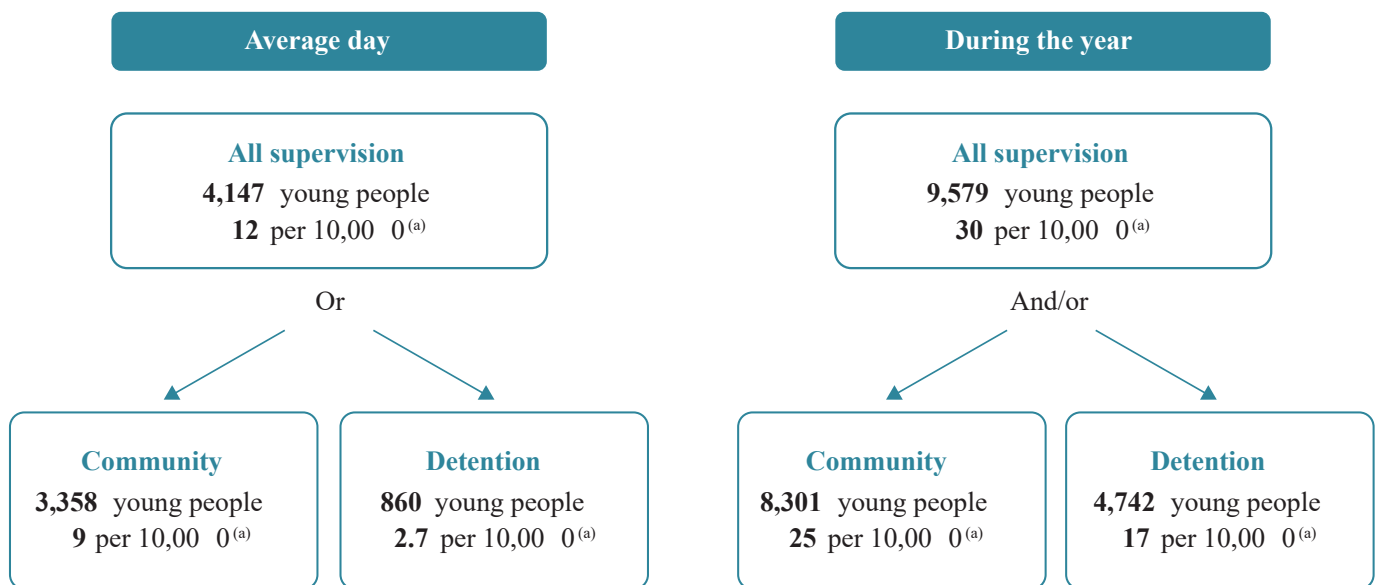 Average day
All supervision
4,147 young people
12 per 10,00 0(a)
Or
Community
3,358 young people
9 per 10,00 0(a)
Detention
860 young people
2.7 per 10,00 0(a)
During the year
All supervision
9,579 young people
30 per 10,00 0(a)
And/or
Community
8,301 young people
25 per 10,00 0(a)
Detention
4,742 young people
17 per 10,00 0(a)